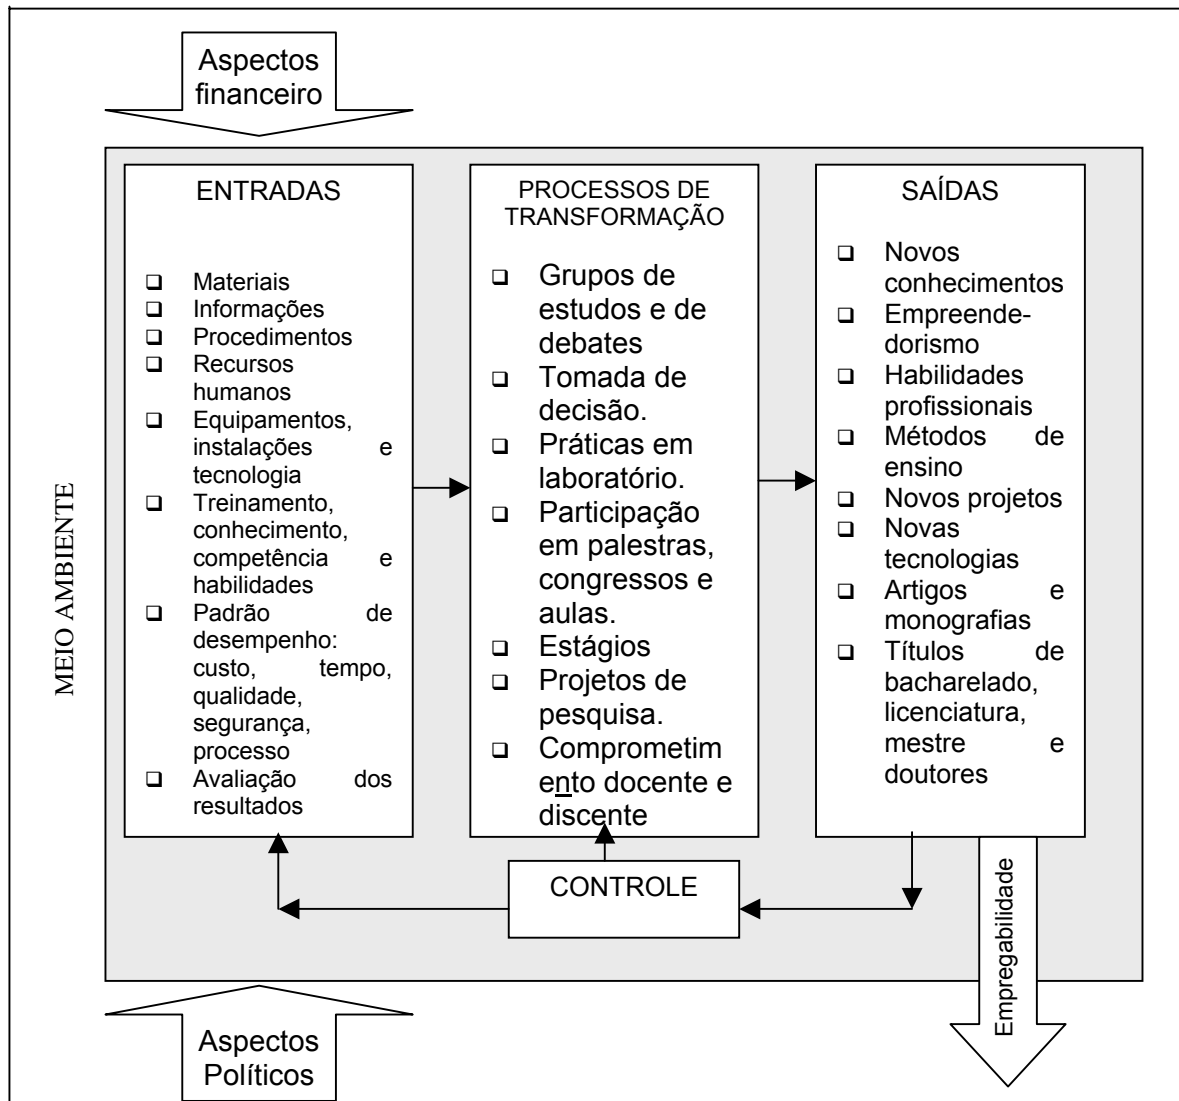 Aspectos
financeiro
MEIO AMBIENTE
ENTRADAS
❑ Materiais
❑ Informações
❑ Procedimentos
❑ Recursos
humanos
❑ Equipamentos,
instalações e
tecnologia
❑ Treinamento,
conhecimento,
competência e
habilidades
❑ Padrão de
desempenho:
custo, tempo,
qualidade,
segurança,
processo
❑ Avaliação dos
resultados
PROCESSOS DE
TRANSFORMAÇÃO
❑ Grupos de
estudos e de
debates
❑ Tomada de
decisão.
❑ Práticas em
laboratório.
❑ Participação
em palestras,
congressos e
aulas.
❑ Estágios
❑ Projetos de
pesquisa.
❑ Comprometim
ento docente e
discente
SAÍDAS
❑ Novos
conhecimentos
❑ Empreende-
dorismo
❑ Habilidades
profissionais
❑ Métodos de
ensino
❑ Novos projetos
❑ Novas
tecnologias
❑ Artigos e
monografias
❑ Títulos de
bacharelado,
licenciatura,
mestre e
doutores
CONTROLE
Empregabilidade
Aspectos
Políticos